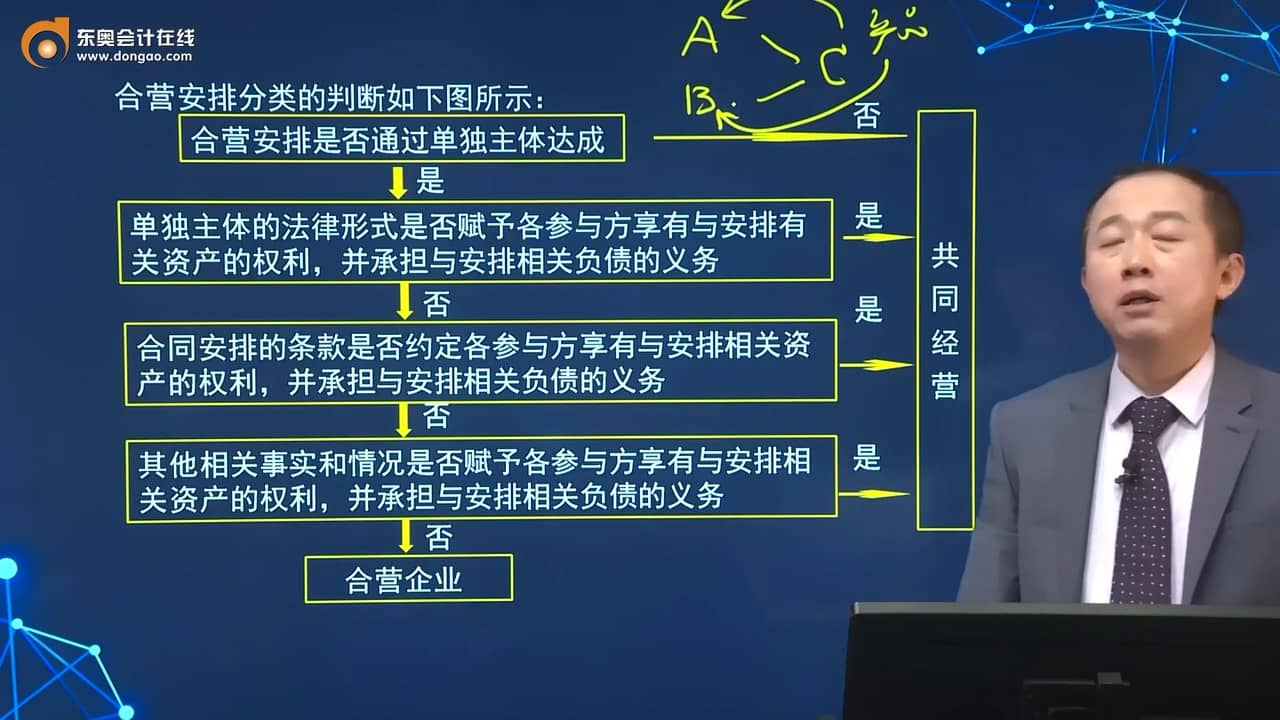 东奥会计在线
www.dongao.com
A
C
产品
B
合营安排分类的判断如下图所示：
合营安排是否通过单独主体达成
否
是
单独主体的法律形式是否赋予各参与方享有与安排有
关资产的权利，并承担与安排相关负债的义务
是
否
合同安排的条款是否约定各参与方享有与安排相关资
产的权利，并承担与安排相关负债的义务
是
否
其他相关事实和情况是否赋予各参与方享有与安排相
关资产的权利，并承担与安排相关负债的义务
是
否
合营企业
共
同
经
营